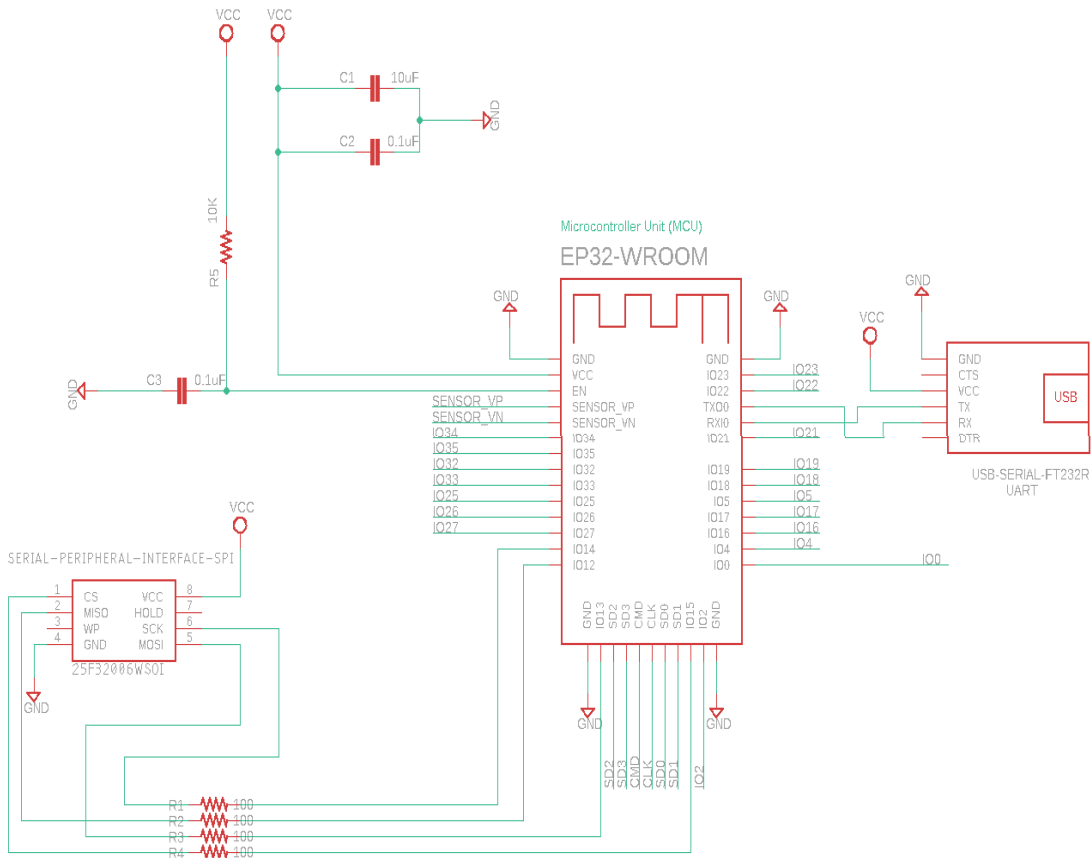 VCC
VCC
C1
10uF
GND
C2
0.1uF
10K
R5
Microcontroller Unit (MCU)
EP32-WROOM
GND
GND
GND
VCC
C3
0.1uF
GND
GND
VCC
EN
SENSOR_VP
SENSOR_VN
IO34
IO35
IO32
IO33
IO25
IO26
IO27
IO14
IO12
GND
IO23
IO22
TXO0
RXI0
IO21
IO19
IO18
IO5
IO17
IO16
IO4
IO0
SENSOR_VP
SENSOR_VN
IO34
IO35
IO32
IO33
IO25
IO26
IO27
IO23
IO22
IO21
IO19
IO18
IO5
IO17
IO16
IO4
IO0
GND
CTS
VCC
TX
RX
DTR
USB
USB-SERIAL-FT232R
UART
GND
IO13
SD2
SD3
CMD
CLK
SD0
SD1
IO15
IO2
GND
GND
GND
SD2
SD3
CMD
CLK
SD0
SD1
IO2
VCC
SERIAL-PERIPHERAL-INTERFACE-SPI
1 CS VCC 8
2 MISO HOLD 7
3 WP SCK 6
4 GND MOSI 5
25F32006WSOI
GND
R1 100
R2 100
R3 100
R4 100